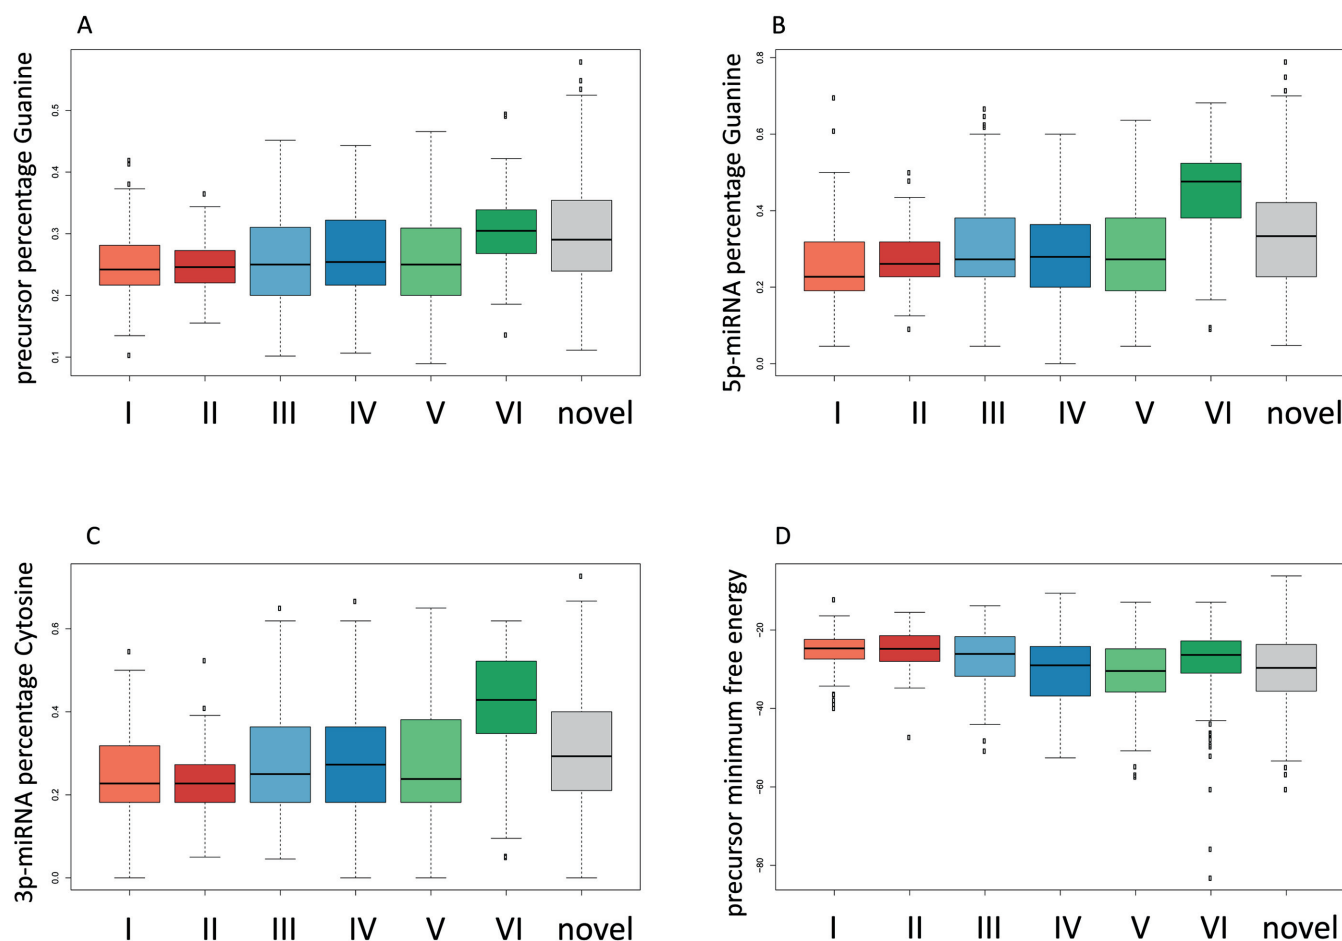 A
precursor percentage Guanine
0.5
0.4
0.3
0.2
0.1
I II III IV V VI novel
B
5p-miRNA percentage Guanine
0.8
0.6
0.4
0.2
0.0
I II III IV V VI novel
C
3p-miRNA percentage Cytosine
0.6
0.4
0.2
0.0
I II III IV V VI novel
D
precursor minimum free energy
-20
-40
-60
-80
I II III IV V VI novel